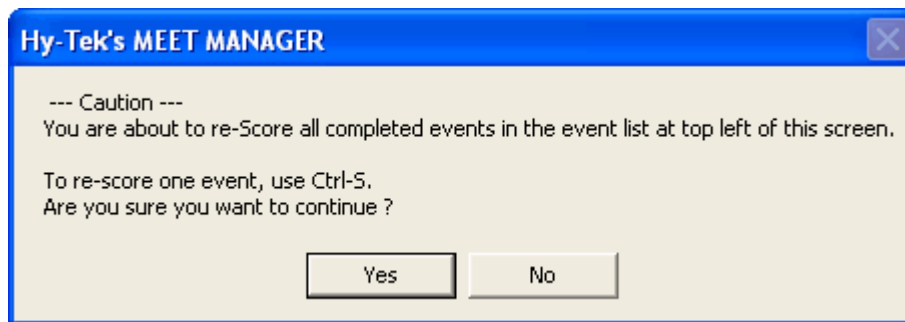 Hy-Tek's MEET MANAGER
--- Caution ---
You are about to re-Score all completed events in the event list at top left of this screen.
To re-score one event, use Ctrl-S.
Are you sure you want to continue ?
Yes No